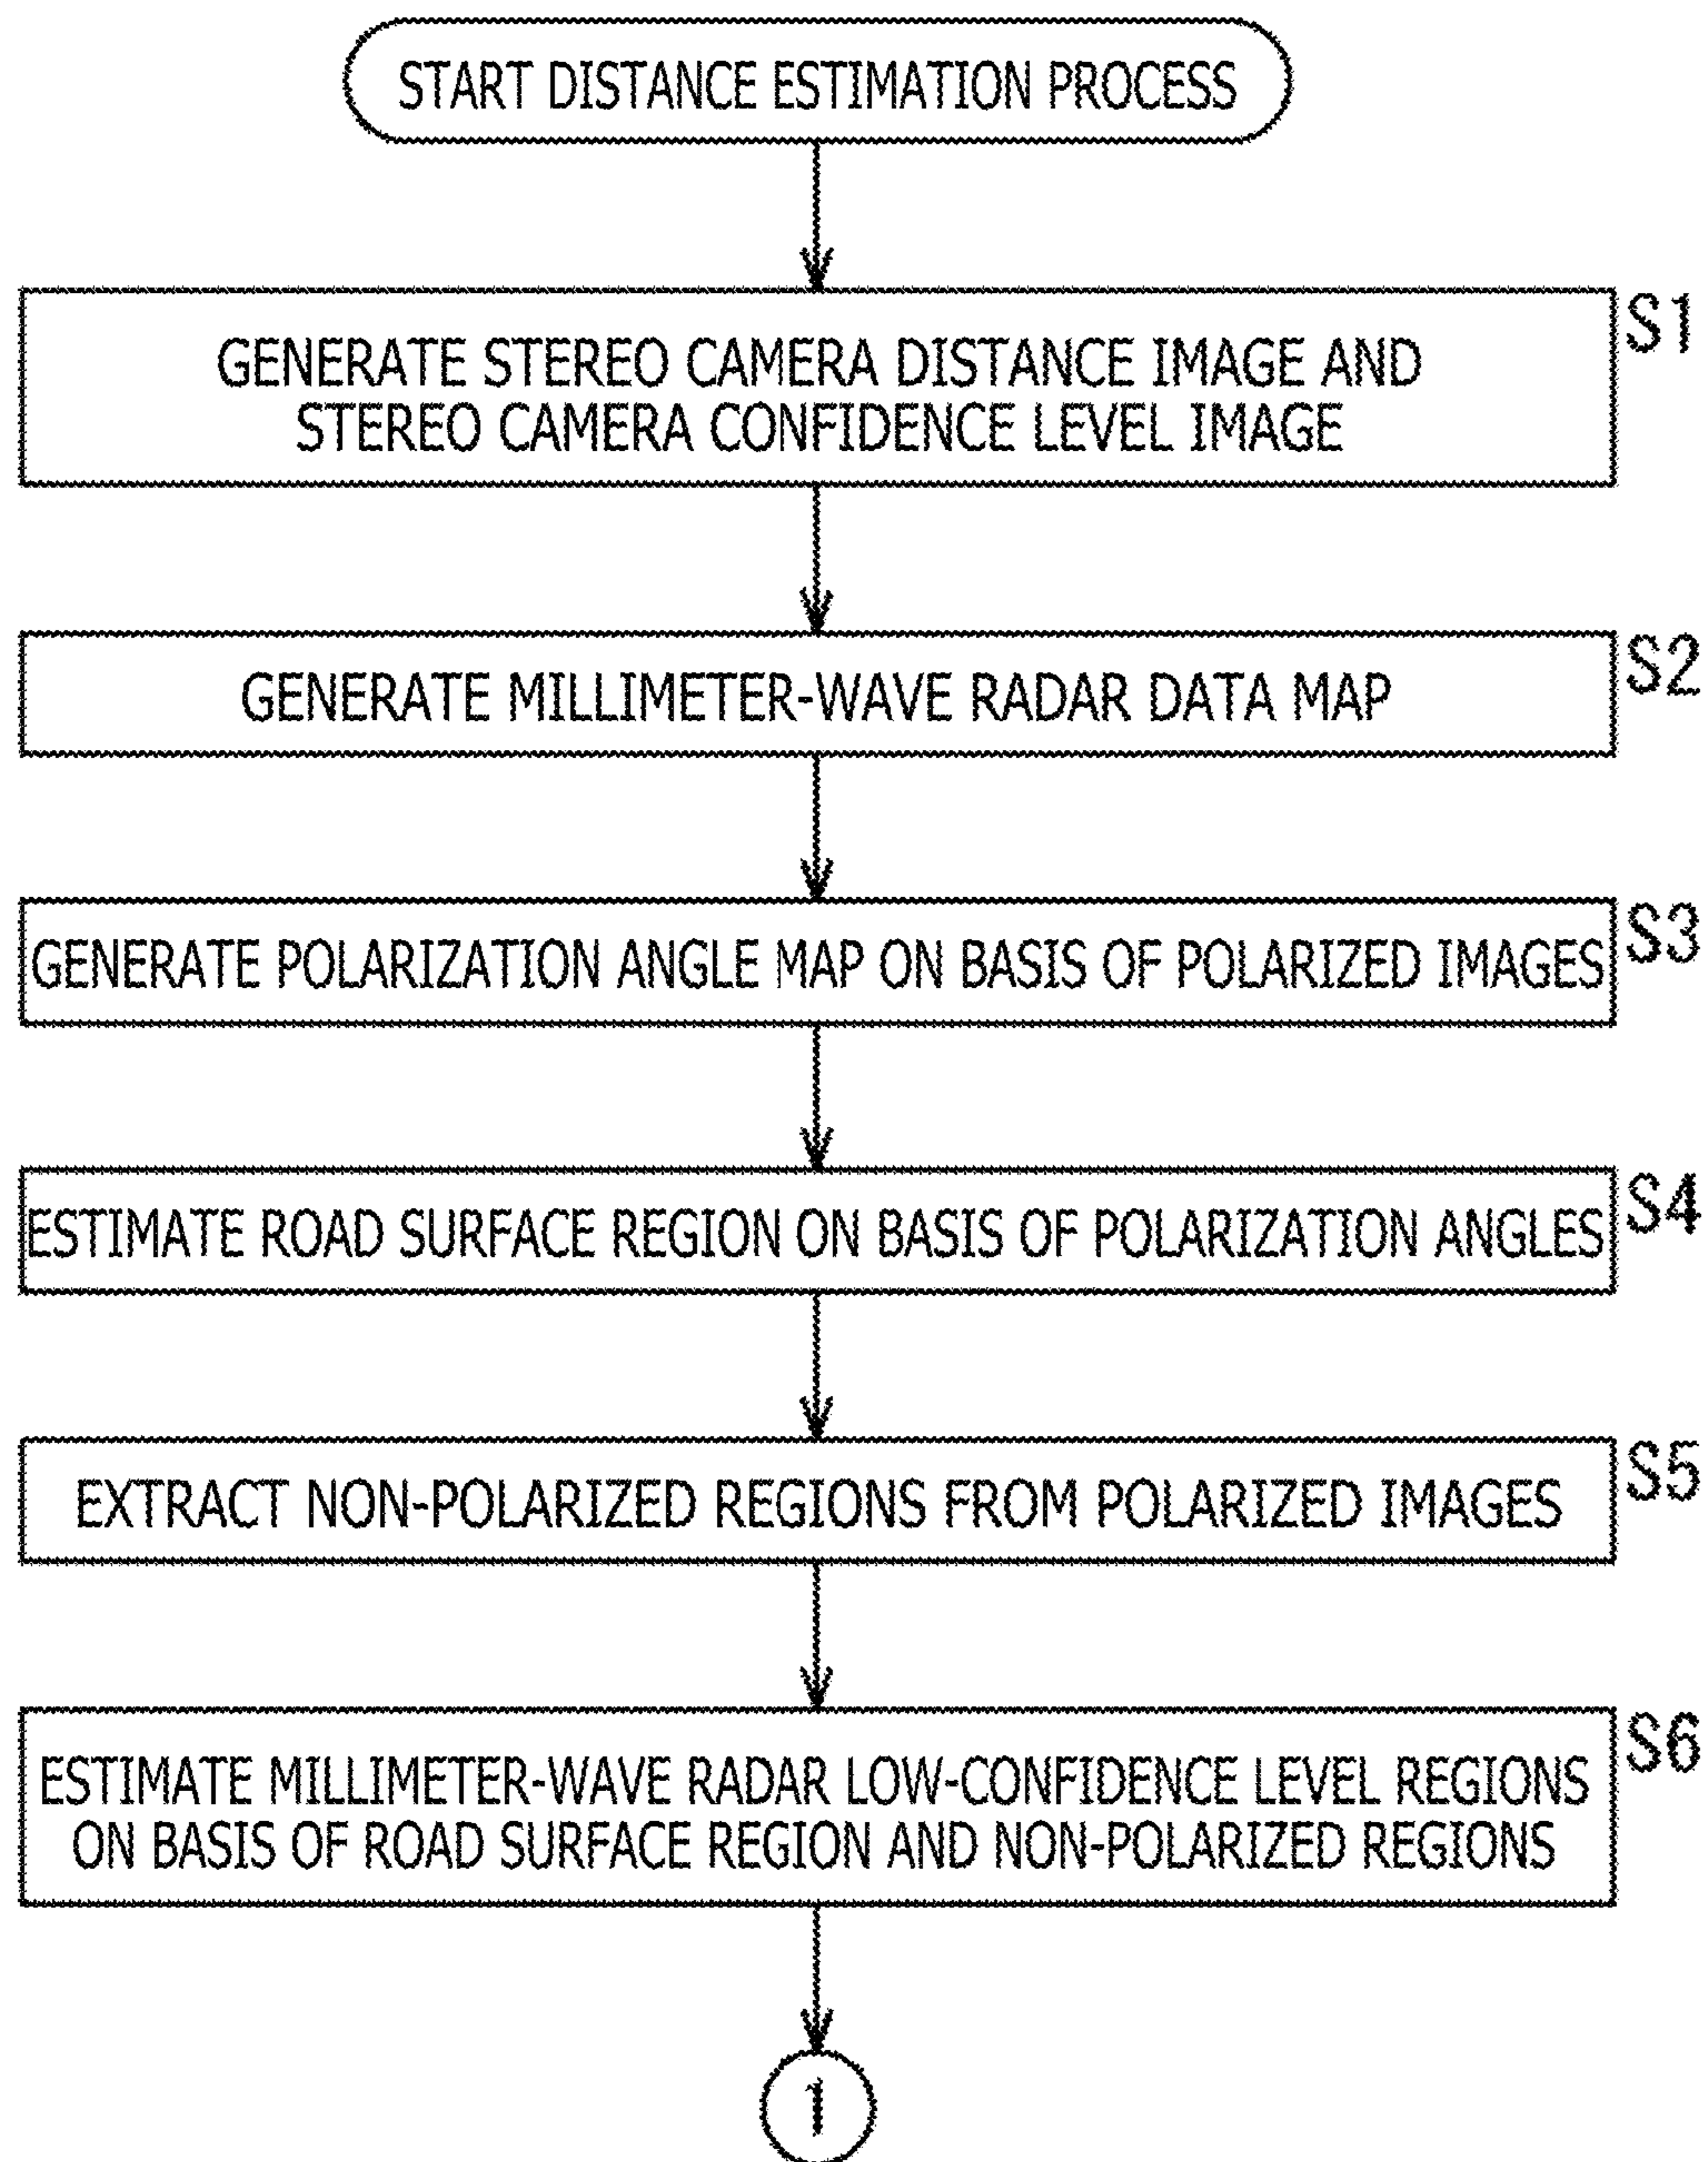 START DISTANCE ESTIMATION PROCESS
S1
GENERATE STEREO CAMERA DISTANCE IMAGE AND
STEREO CAMERA CONFIDENCE LEVEL IMAGE
S2
GENERATE MILLIMETER-WAVE RADAR DATA MAP
S3
GENERATE POLARIZATION ANGLE MAP ON BASIS OF POLARIZED IMAGES
S4
ESTIMATE ROAD SURFACE REGION ON BASIS OF POLARIZATION ANGLES
S5
EXTRACT NON-POLARIZED REGIONS FROM POLARIZED IMAGES
S6
ESTIMATE MILLIMETER-WAVE RADAR LOW-CONFIDENCE LEVEL REGIONS
ON BASIS OF ROAD SURFACE REGION AND NON-POLARIZED REGIONS
1